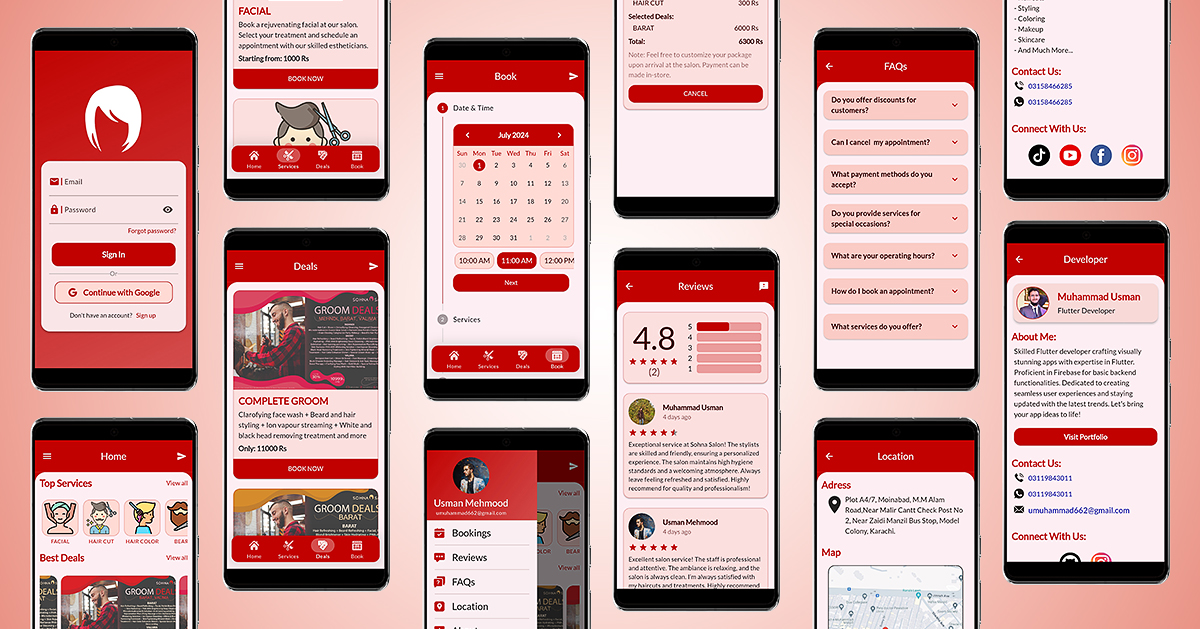 Email
Password
Forgot password?
Sign In
Or
Continue with Google
Don't have an account? Sign up
Home
Top Services
View all
FACIAL
HAIR CUT
HAIR COLOR
BEAR
Best Deals
View all
GROOM DEAL
BARAT
FACIAL
Book a rejuvenating facial at our salon.
Select your treatment and schedule an
appointment with our skilled estheticians.
Starting from: 1000 Rs
BOOK NOW
Home
Services
Deals
Book
Deals
SOHNA S
GROOM DEALS
MEHNDI, BARAT, VALIMA
COMPLETE GROOM
Clarofying face wash + Beard and hair
styling + Ion vapour streaming + White and
black head removing treatment and more
Only: 11000 Rs
BOOK NOW
SOHNA S
GROOM DEALS
BARAT
Home
Services
Deals
Book
Book
1
Date & Time
July 2024
Sun Mon Tue Wed Thu Fri Sat
30 1 2 3 4 5 6
7 8 9 10 11 12 13
14 15 16 17 18 19 20
21 22 23 24 25 26 27
28 29 30 31 1 2 3
10:00 AM
11:00 AM
12:00 PM
Next
2
Services
Home
Services
Deals
Book
Usman Mehmood
umuhammad662@gmail.com
Bookings
Reviews
FAQs
Location
View all
OLOR
BEAR
View all
HAIR CUT 300 Rs
Selected Deals:
BARAT 6000 Rs
Total: 6300 Rs
Note: Feel free to customize your package
upon arrival at the salon. Payment can be
made in-store.
CANCEL
Reviews
4.8
(2)
5
4
3
2
1
Muhammad Usman
4 days ago
Exceptional service at Sohna Salon! The stylists
are skilled and friendly, ensuring a personalized
experience. The salon maintains high hygiene
standards and a welcoming atmosphere. Always
leave feeling refreshed and satisfied. Highly
recommend for quality and professionalism!
Usman Mehmood
4 days ago
Excellent salon service! The staff is professional
and attentive. The ambiance is relaxing, and the
salon is always clean. I'm always satisfied with
my haircuts and treatments. Highly
FAQs
Do you offer discounts for
customers?
Can I cancel my appointment?
What payment methods do you
accept?
Do you provide services for
special occasions?
What are your operating hours?
How do I book an appointment?
What services do you offer?
Location
Adress
Plot A4/7, Moinabad, M.M Alam
Road,Near Malir Cantt Check Post No
2, Near Zaidi Manzil Bus Stop, Model
Colony, Karachi.
Map
- Styling
- Coloring
- Makeup
- Skincare
- And Much More...
Contact Us:
03158466285
03158466285
Connect With Us:
Developer
Muhammad Usman
Flutter Developer
About Me:
Skilled Flutter developer crafting visually
stunning apps with expertise in Flutter.
Proficient in Firebase for basic backend
functionalities. Dedicated to creating
seamless user experiences and staying
updated with the latest trends. Let's bring
your app ideas to life!
Visit Portfolio
Contact Us:
03119843011
03119843011
umuhammad662@gmail.com
Connect With Us: